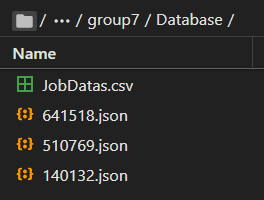 / ··· / group7 / Database /
Name
JobDatas.csv
641518.json
510769.json
140132.json